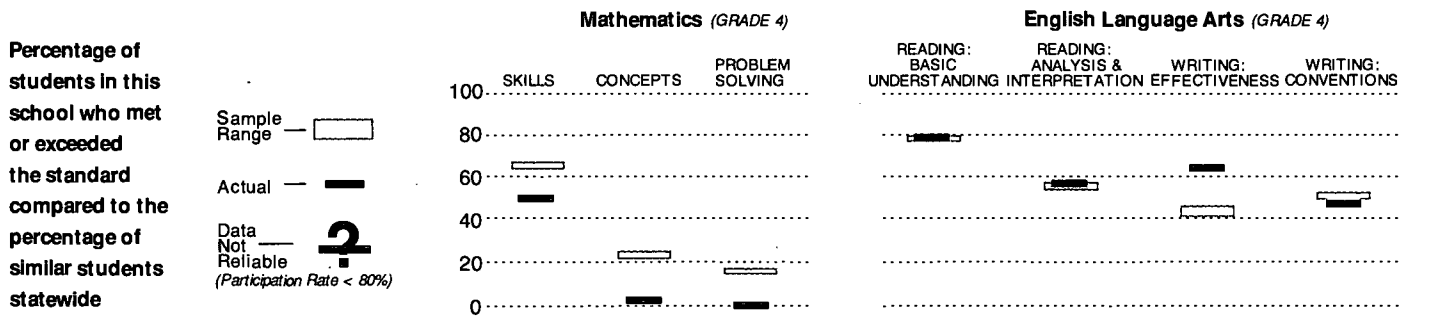 Mathematics (GRADE 4)
English Language Arts (GRADE 4)
Percentage of
students in this
school who met
or exceeded
the standard
compared to the
percentage of
similar students
statewide
Sample
Range
Actual
Data
Not
Reliable
?
(Participation Rate < 80%)
SKILLS
CONCEPTS
PROBLEM
SOLVING
READING:
BASIC
UNDERSTANDING
READING:
ANALYSIS &
INTERPRETATION
WRITING:
EFFECTIVENESS
WRITING:
CONVENTIONS
100
80
60
40
20
0